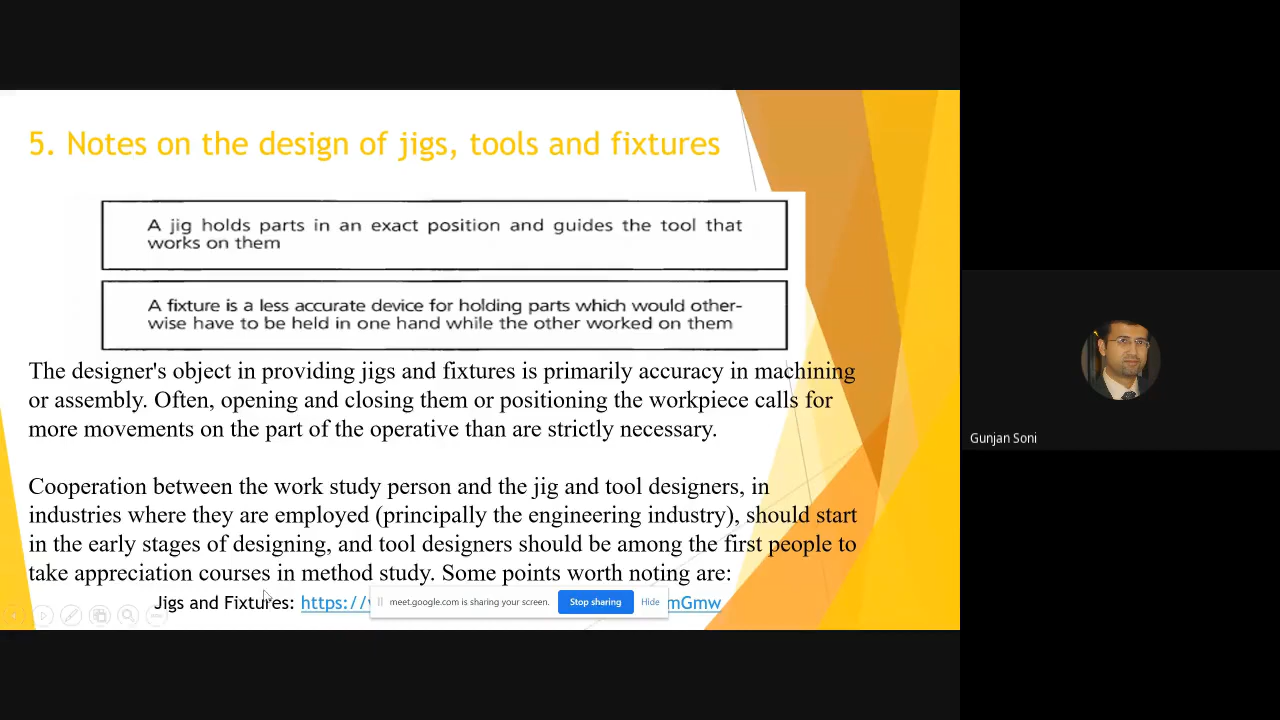 5. Notes on the design of jigs, tools and fixtures
A jig holds parts in an exact position and guides the tool that
works on them
A fixture is a less accurate device for holding parts which would other-
wise have to be held in one hand while the other worked on them
The designer's object in providing jigs and fixtures is primarily accuracy in machining
or assembly. Often, opening and closing them or positioning the workpiece calls for
more movements on the part of the operative than are strictly necessary.
Cooperation between the work study person and the jig and tool designers, in
industries where they are employed (principally the engineering industry), should start
in the early stages of designing, and tool designers should be among the first people to
take appreciation courses in method study. Some points worth noting are:
Jigs and Fixtures: https:// mGmw
meet.google.com is sharing your screen. Stop sharing Hide
Gunjan Soni